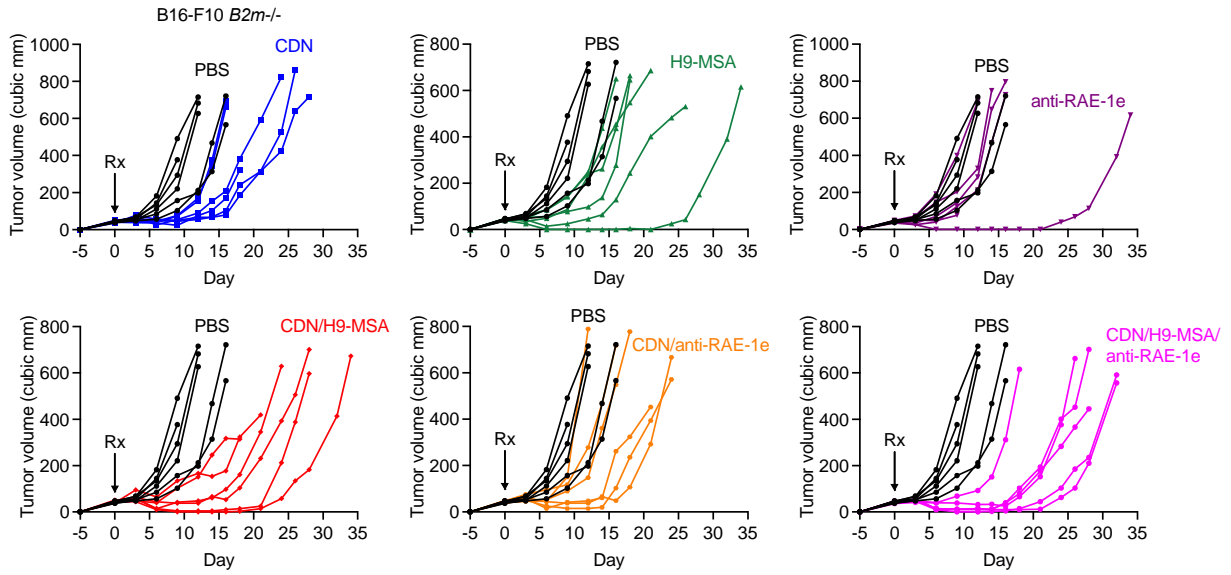 B16-F10 B2m-/-
Tumor volume (cubic mm)
1000
800
600
400
200
0
CDN
PBS
Rx
-5 0 5 10 15 20 25 30 35
Day
Tumor volume (cubic mm)
800
600
400
200
0
H9-MSA
PBS
Rx
-5 0 5 10 15 20 25 30 35
Day
Tumor volume (cubic mm)
1000
800
600
400
200
0
PBS
anti-RAE-1e
Rx
-5 0 5 10 15 20 25 30 35
Day
Tumor volume (cubic mm)
800
600
400
200
0
PBS
CDN/H9-MSA
Rx
-5 0 5 10 15 20 25 30 35
Day
Tumor volume (cubic mm)
800
600
400
200
0
PBS
CDN/anti-RAE-1e
Rx
-5 0 5 10 15 20 25 30 35
Day
Tumor volume (cubic mm)
800
600
400
200
0
PBS
CDN/H9-MSA/
anti-RAE-1e
Rx
-5 0 5 10 15 20 25 30 35
Day